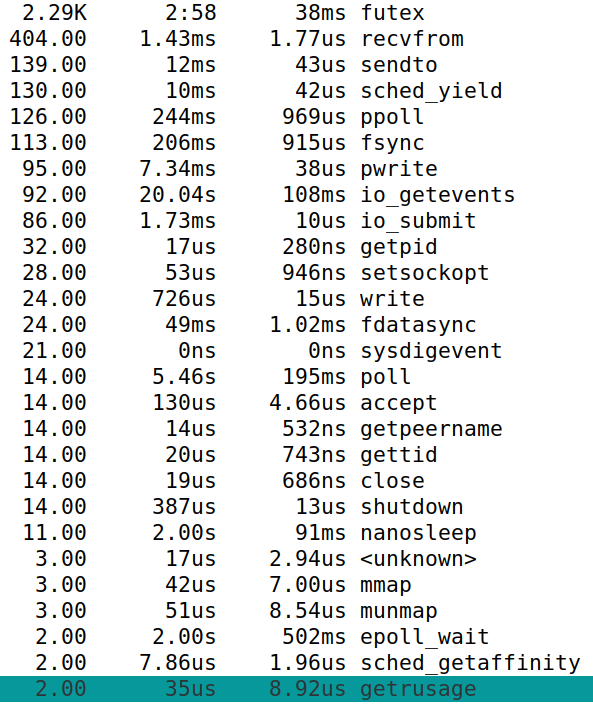 2.29K 2:58 38ms futex
404.00 1.43ms 1.77us recvfrom
139.00 12ms 43us sendto
130.00 10ms 42us sched_yield
126.00 244ms 969us ppoll
113.00 206ms 915us fsync
95.00 7.34ms 38us pwrite
92.00 20.04s 108ms io_getevents
86.00 1.73ms 10us io_submit
32.00 17us 280ns getpid
28.00 53us 946ns setsockopt
24.00 726us 15us write
24.00 49ms 1.02ms fdatasync
21.00 0ns 0ns sysdigevent
14.00 5.46s 195ms poll
14.00 130us 4.66us accept
14.00 14us 532ns getpeername
14.00 20us 743ns gettid
14.00 19us 686ns close
14.00 387us 13us shutdown
11.00 2.00s 91ms nanosleep
3.00 17us 2.94us <unknown>
3.00 42us 7.00us mmap
3.00 51us 8.54us munmap
2.00 2.00s 502ms epoll_wait
2.00 7.86us 1.96us sched_getaffinity
2.00 35us 8.92us getrusage